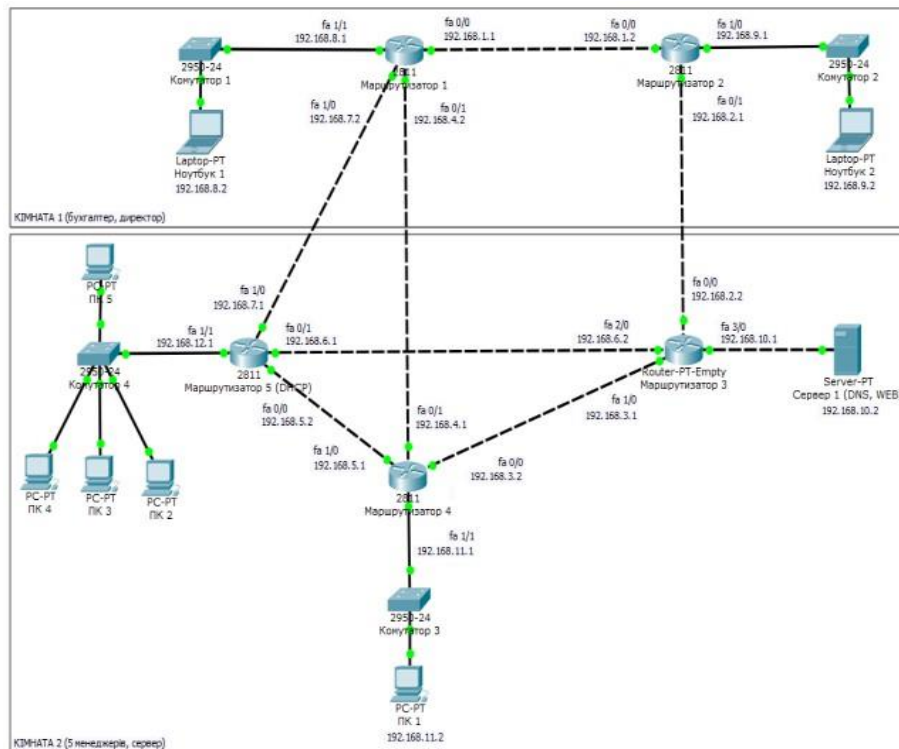 fa 1/1
192.168.8.1
fa 0/0
192.168.1.1
fa 0/0
192.168.1.2
fa 1/0
192.168.9.1
2950-24
Комутатор 1
2811
Маршрутизатор 1
2811
Маршрутизатор 2
2950-24
Комутатор 2
fa 1/0
192.168.7.2
fa 0/1
192.168.4.2
fa 0/1
192.168.2.1
Laptop-PT
Ноутбук 1
192.168.8.2
Laptop-PT
Ноутбук 2
192.168.9.2
КІМНАТА 1 (бухгалтер, директор)
PC-PT
ПК 5
fa 1/0
192.168.7.1
fa 0/0
192.168.2.2
fa 1/1
192.168.12.1
fa 0/1
192.168.6.1
fa 2/0
192.168.6.2
fa 3/0
192.168.10.1
2950-24
Комутатор 4
2811
Маршрутизатор 5 (DHCP)
Router-PT-Empty
Маршрутизатор 3
Server-PT
Сервер 1 (DNS, WEB)
192.168.10.2
fa 0/0
192.168.5.2
fa 0/1
192.168.4.1
fa 1/0
192.168.3.1
fa 1/0
192.168.5.1
fa 0/0
192.168.3.2
PC-PT
ПК 4
PC-PT
ПК 3
PC-PT
ПК 2
2811
Маршрутизатор 4
fa 1/1
192.168.11.1
2950-24
Комутатор 3
PC-PT
ПК 1
192.168.11.2
КІМНАТА 2 (5 менеджерів, сервер)